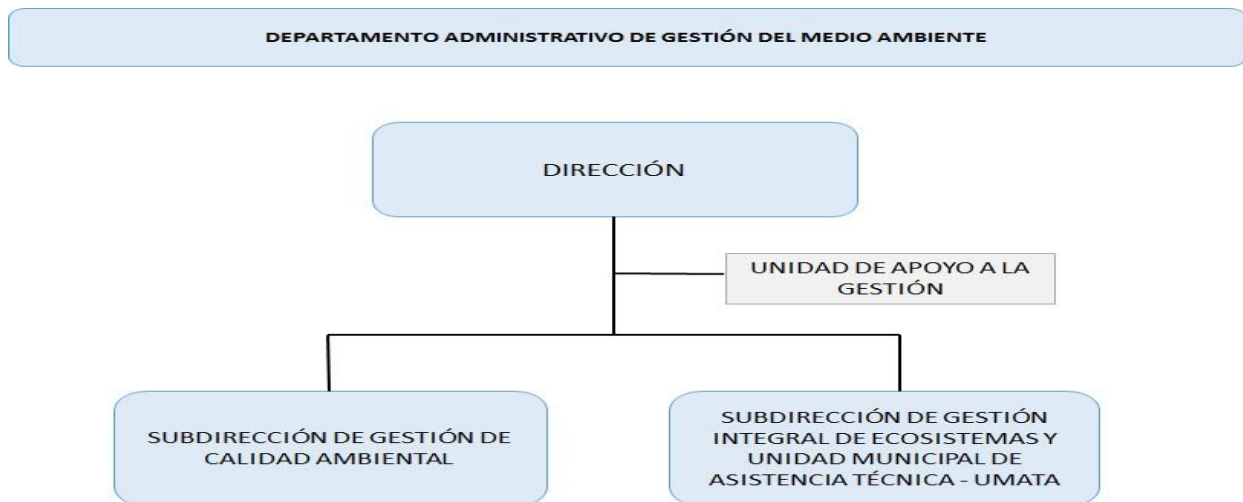 DEPARTAMENTO ADMINISTRATIVO DE GESTIÓN DEL MEDIO AMBIENTE
DIRECCIÓN
UNIDAD DE APOYO A LA
GESTIÓN
SUBDIRECCIÓN DE GESTIÓN DE
CALIDAD AMBIENTAL
SUBDIRECCIÓN DE GESTIÓN
INTEGRAL DE ECOSISTEMAS Y
UNIDAD MUNICIPAL DE
ASISTENCIA TÉCNICA - UMATA